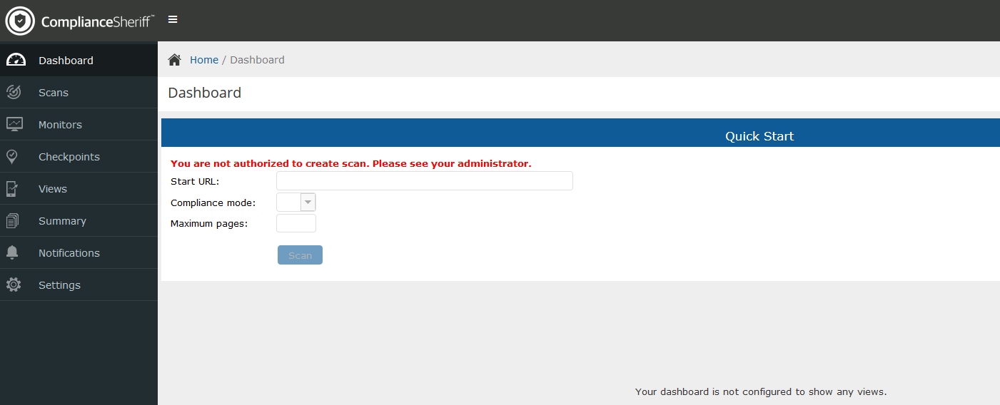 ComplianceSheriff™
Dashboard
Scans
Monitors
Checkpoints
Views
Summary
Notifications
Settings
Home / Dashboard
Dashboard
Quick Start
You are not authorized to create scan. Please see your administrator.
Start URL:
Compliance mode:
Maximum pages:
Scan
Your dashboard is not configured to show any views.